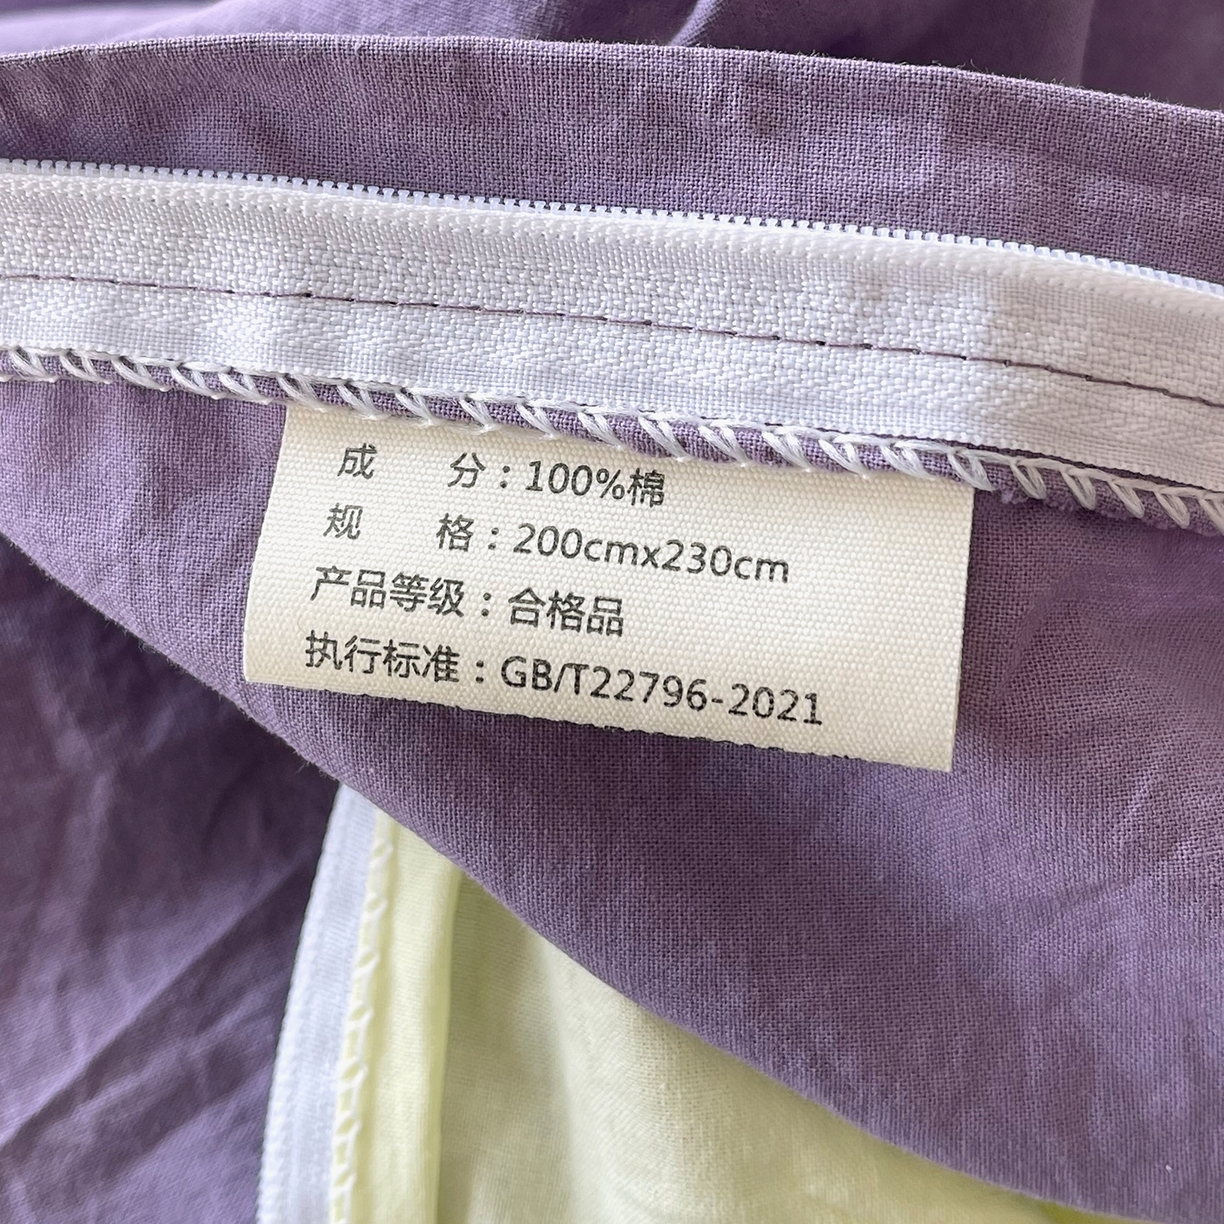 成 分：100%棉
规 格：200cmx230cm
产品等级：合格品
执行标准：GB/T22796-2021